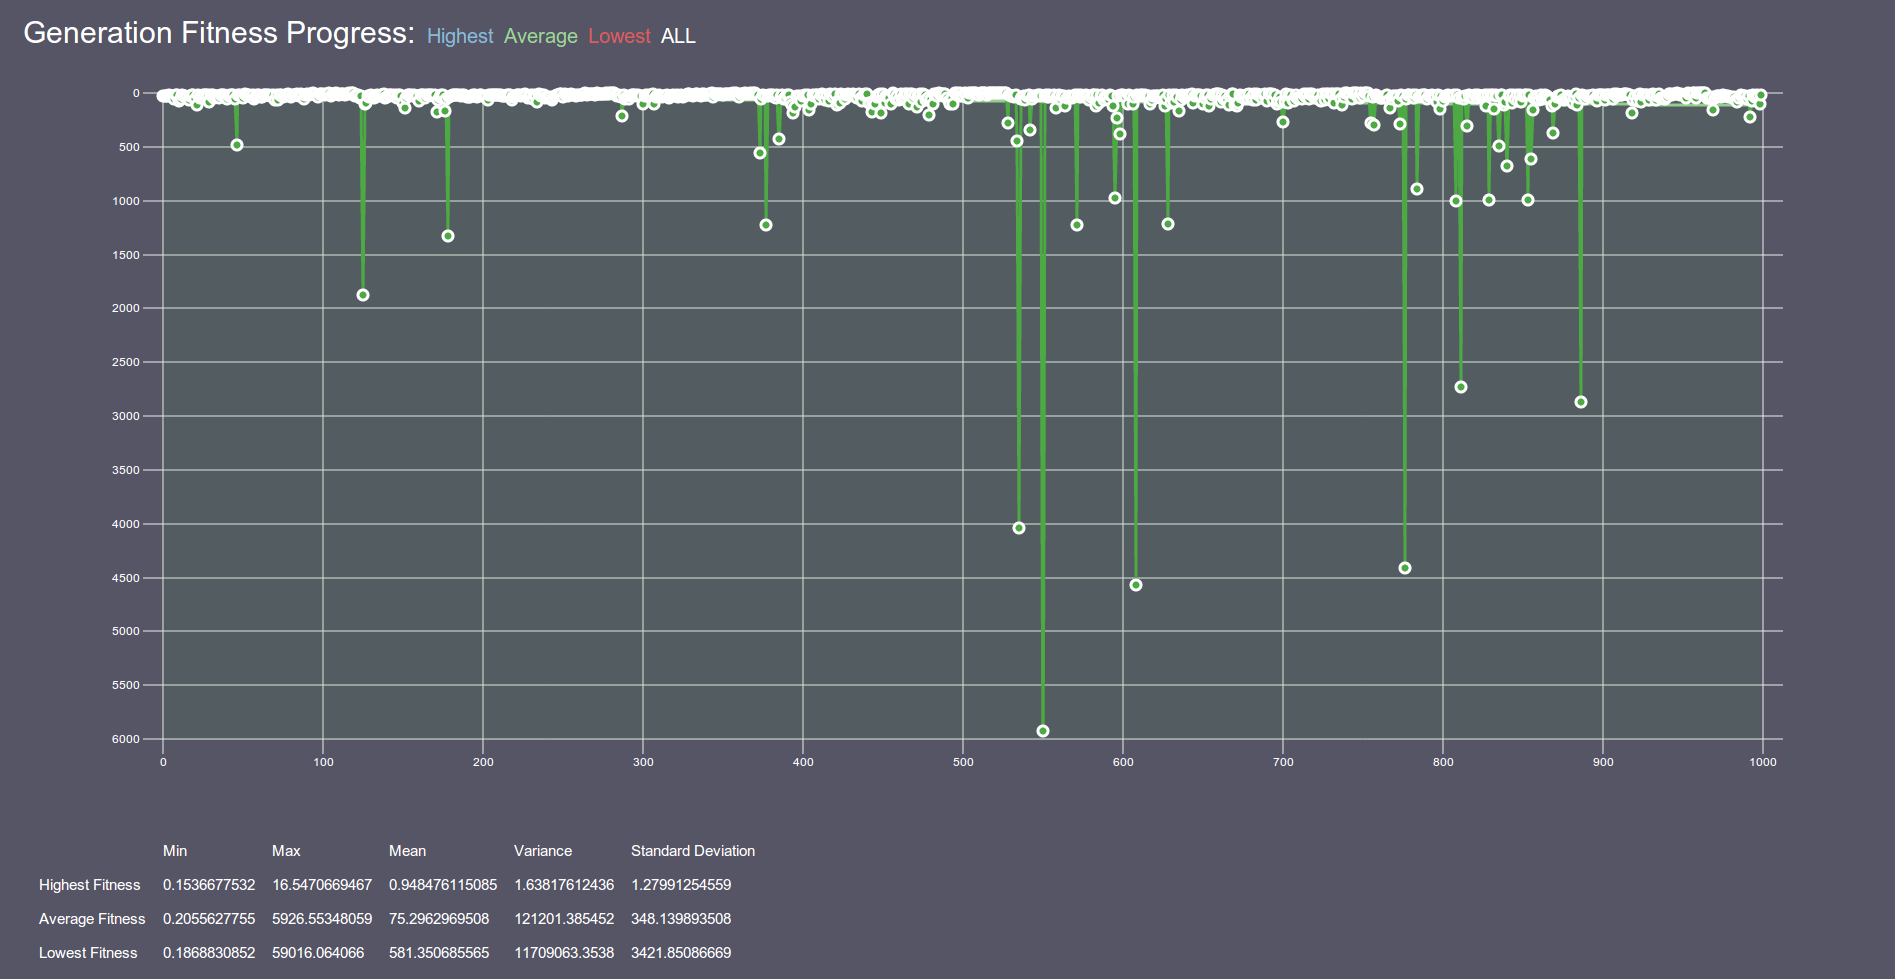 Generation Fitness Progress: Highest Average Lowest ALL
0
500
1000
1500
2000
2500
3000
3500
4000
4500
5000
5500
6000
0 100 200 300 400 500 600 700 800 900 1000
Min Max Mean Variance Standard Deviation
Highest Fitness 0.1536677532 16.5470669467 0.948476115085 1.63817612436 1.27991254559
Average Fitness 0.2055627755 5926.55348059 75.2962969508 121201.385452 348.139893508
Lowest Fitness 0.1868830852 59016.064066 581.350685565 11709063.3538 3421.85086669